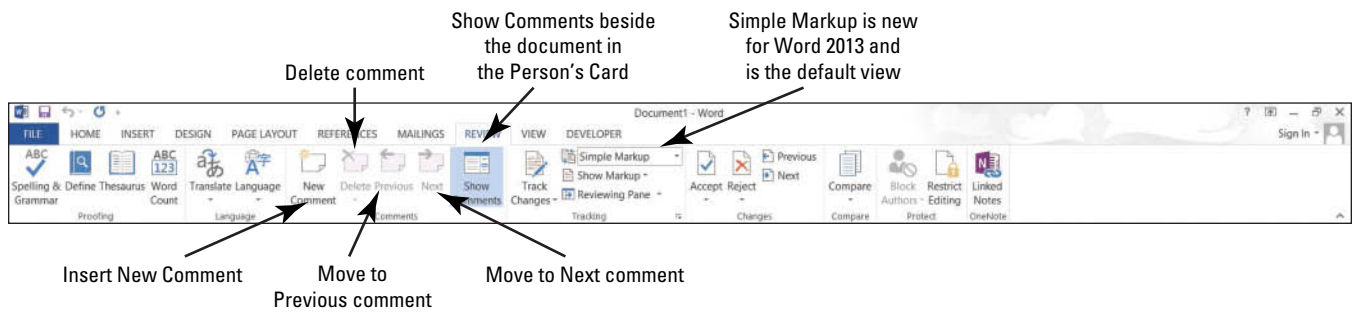 Show Comments beside
the document in
the Person's Card
Simple Markup is new
for Word 2013 and
is the default view
Delete comment
Document1 - Word
FILE HOME INSERT DESIGN PAGE LAYOUT REFERENCES MAILINGS REVIEW VIEW DEVELOPER Sign In
ABC ABC 123 Simple Markup Previous
Show Markup Next
Reviewing Pane
Spelling & Grammar Define Thesaurus Word Count Translate Language New Comment Delete Previous Next Show Comments Track Changes Accept Reject Compare Block Authors Restrict Editing Linked Notes
Proofing Language Comments Tracking Changes Compare Protect OneNote
Insert New Comment
Move to
Previous comment
Move to Next comment